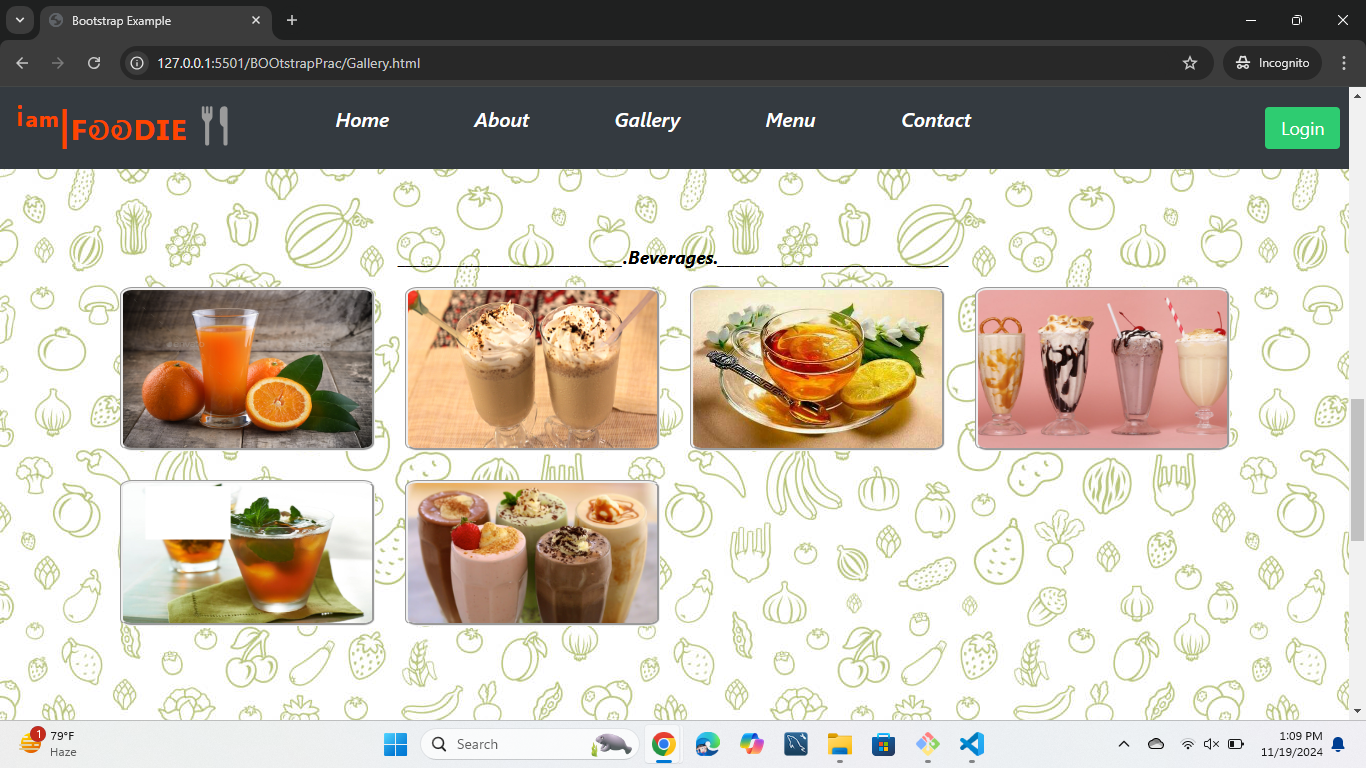 Bootstrap Example
127.0.0.1:5501/BOOtstrapPrac/Gallery.html
Incognito
i am FOODIE
Home
About
Gallery
Menu
Contact
Login
.Beverages.
1
79°F
Haze
Search
1:09 PM
11/19/2024